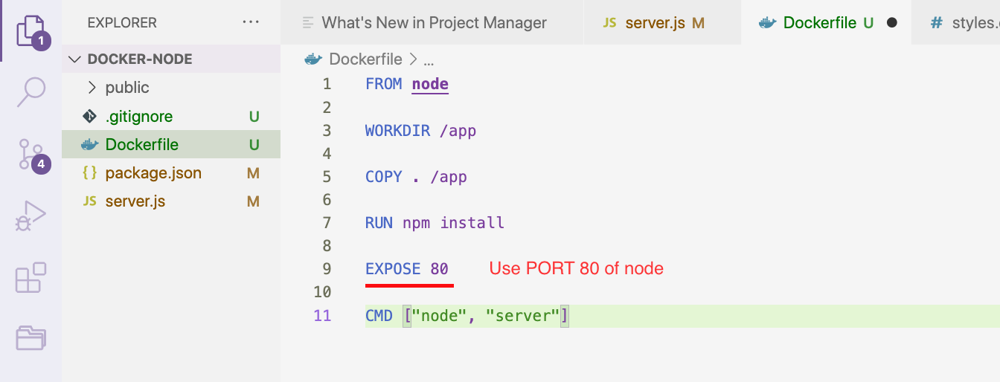 EXPLORER ...
What's New in Project Manager
JS server.js M
Dockerfile U
# styles.
1
DOCKER-NODE
public
.gitignore U
Dockerfile U
4
{} package.json M
JS server.js M
Dockerfile > ...
1 FROM node
2
3 WORKDIR /app
4
5 COPY . /app
6
7 RUN npm install
8
9 EXPOSE 80 Use PORT 80 of node
10
11 CMD ["node", "server"]